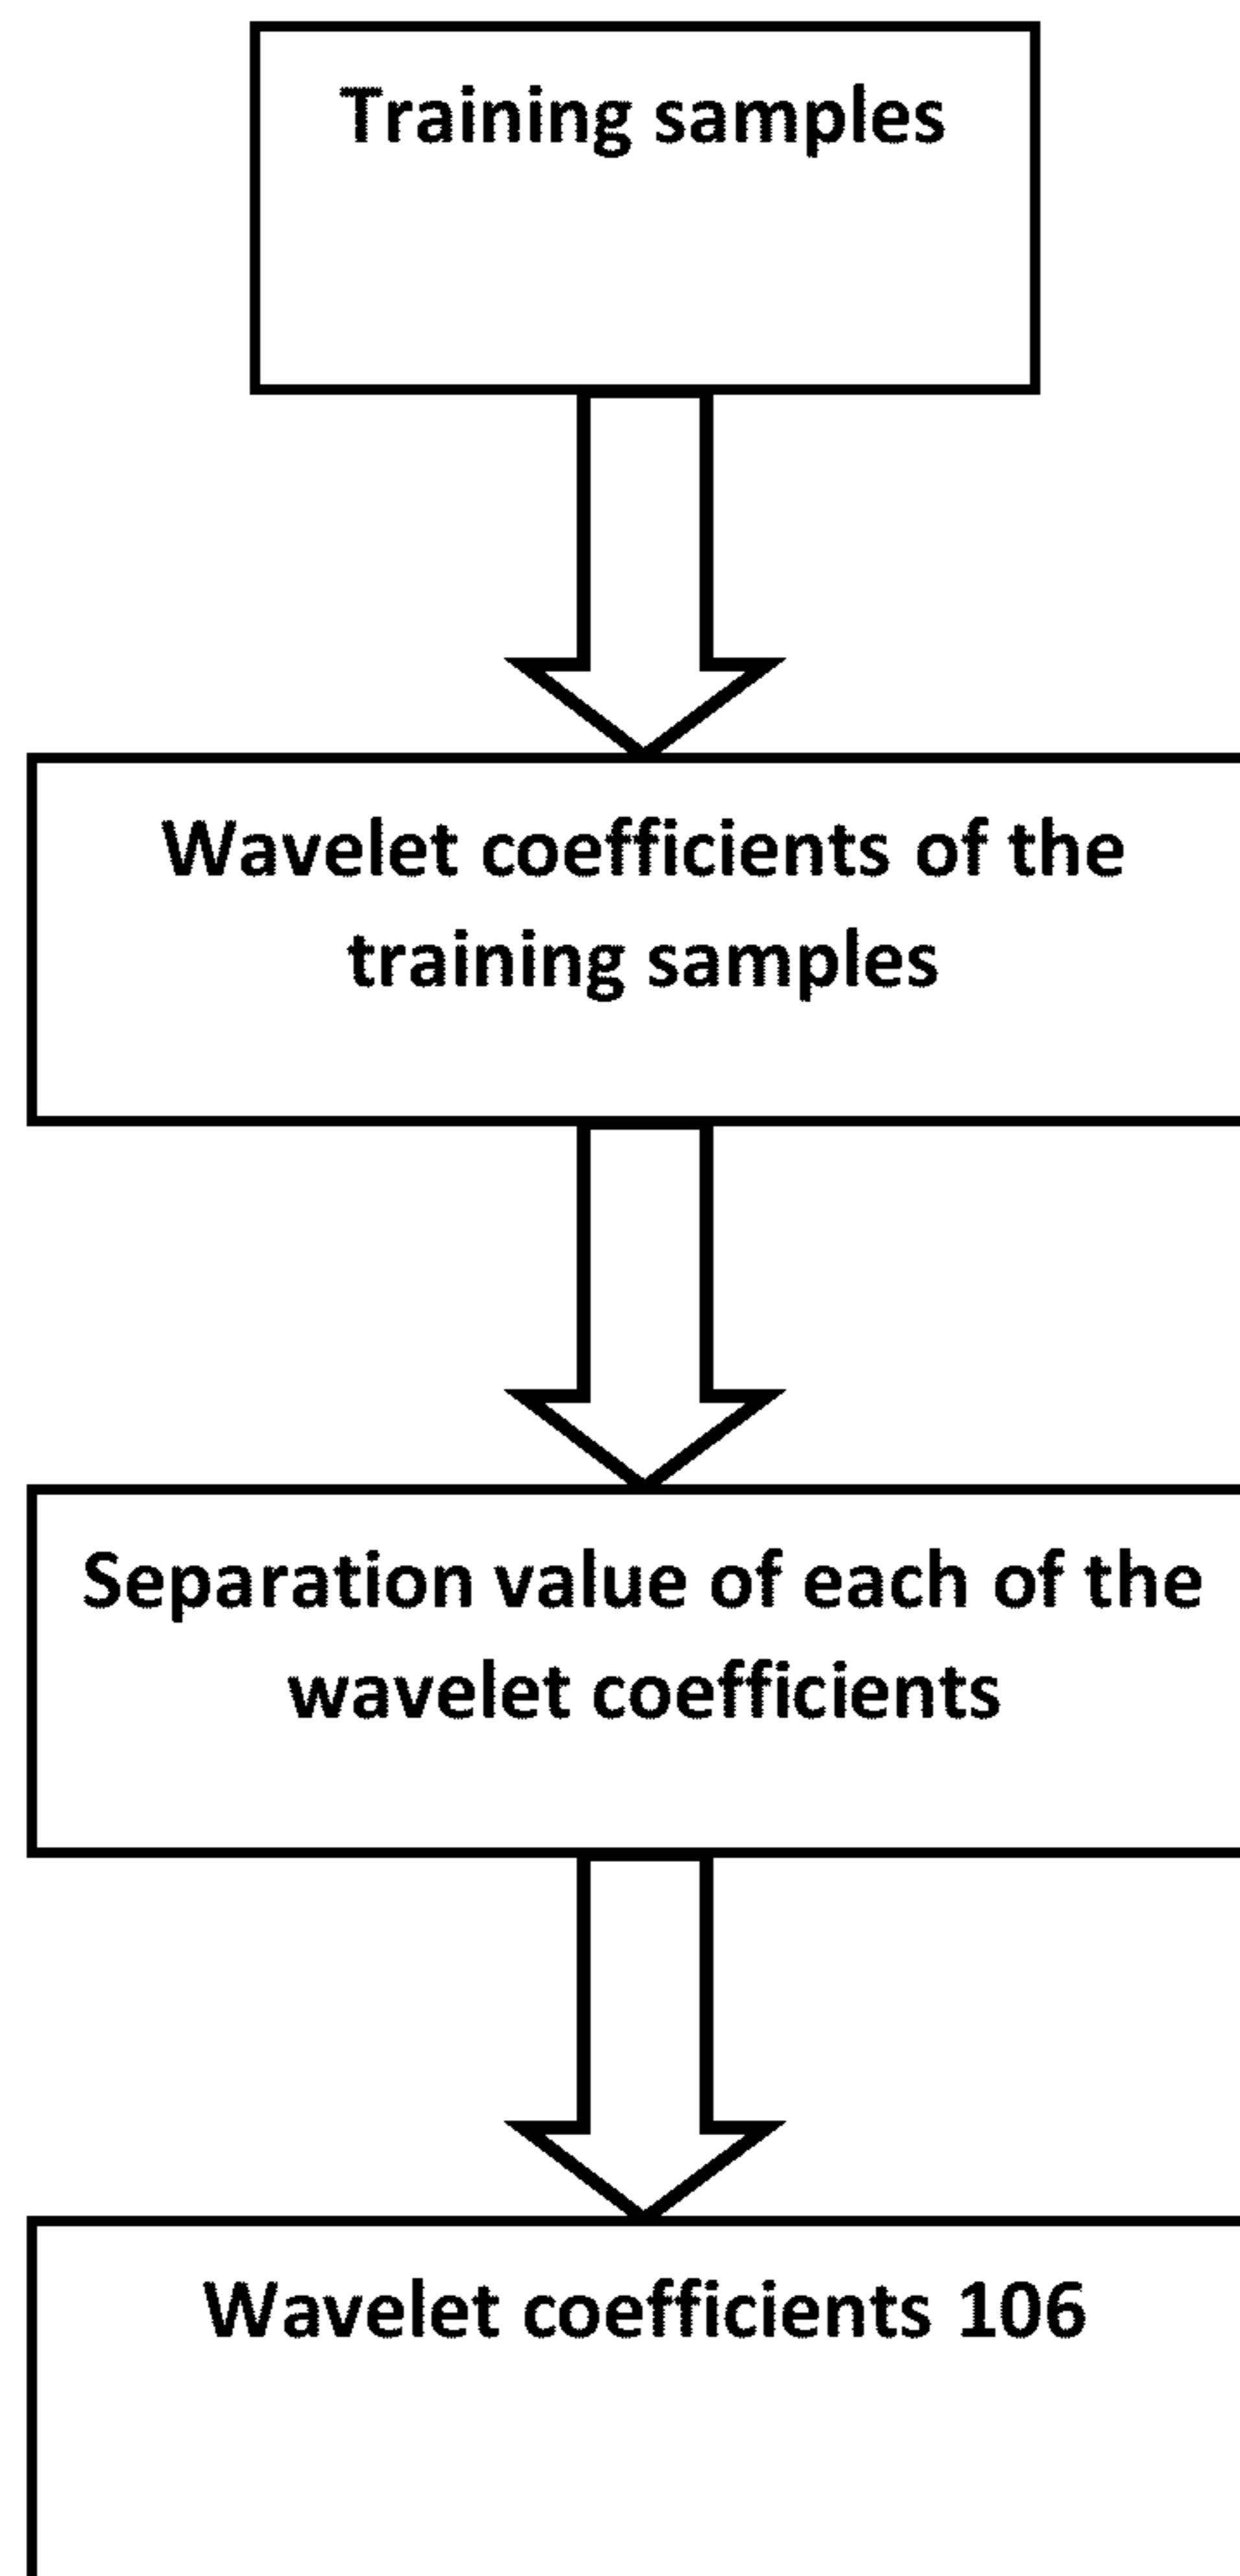 Training samples
Wavelet coefficients of the
training samples
Separation value of each of the
wavelet coefficients
Wavelet coefficients 106